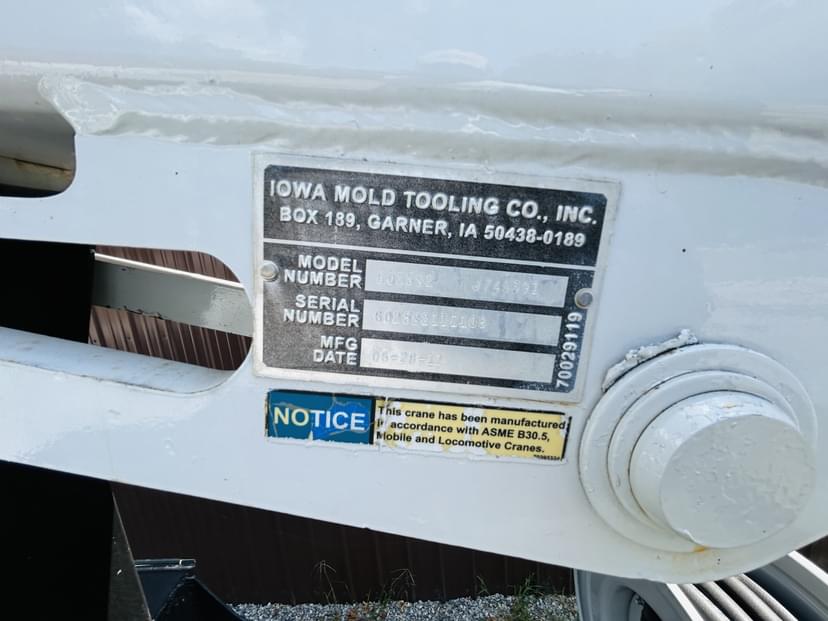 IOWA MOLD TOOLING CO., INC.
BOX 189, GARNER, IA 50438-0189
MODEL
NUMBER
SERIAL
NUMBER
MFG
DATE
70029119
NOTICE
This crane has been manufactured
accordance with ASME B30.5,
Mobile and Locomotive Cranes.